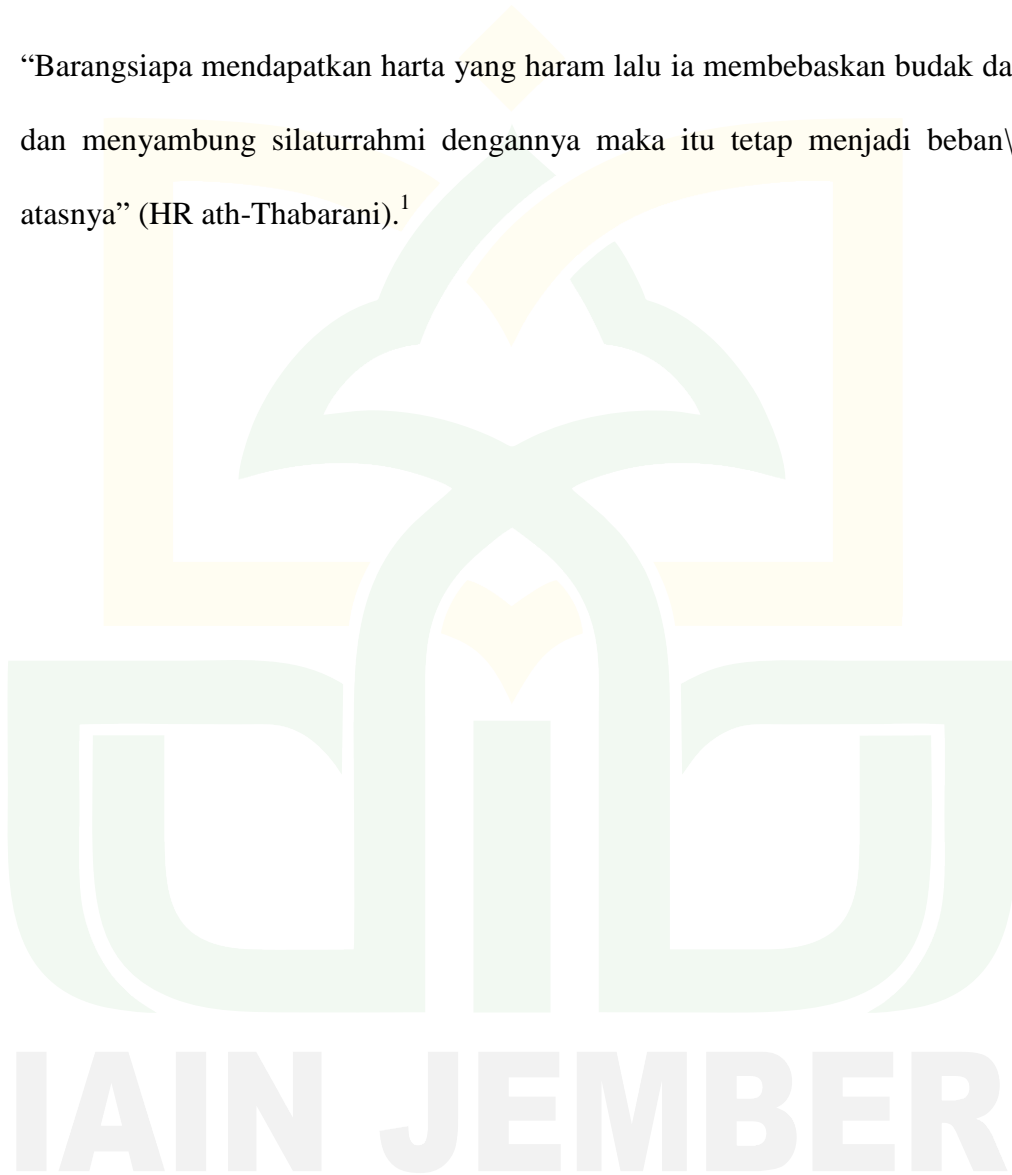 “Barangsiapa mendapatkan harta yang haram lalu ia membebaskan budak da
dan menyambung silaturrahmi dengannya maka itu tetap menjadi beban\
atasnya” (HR ath-Thabarani).1
IAIN JEMBER